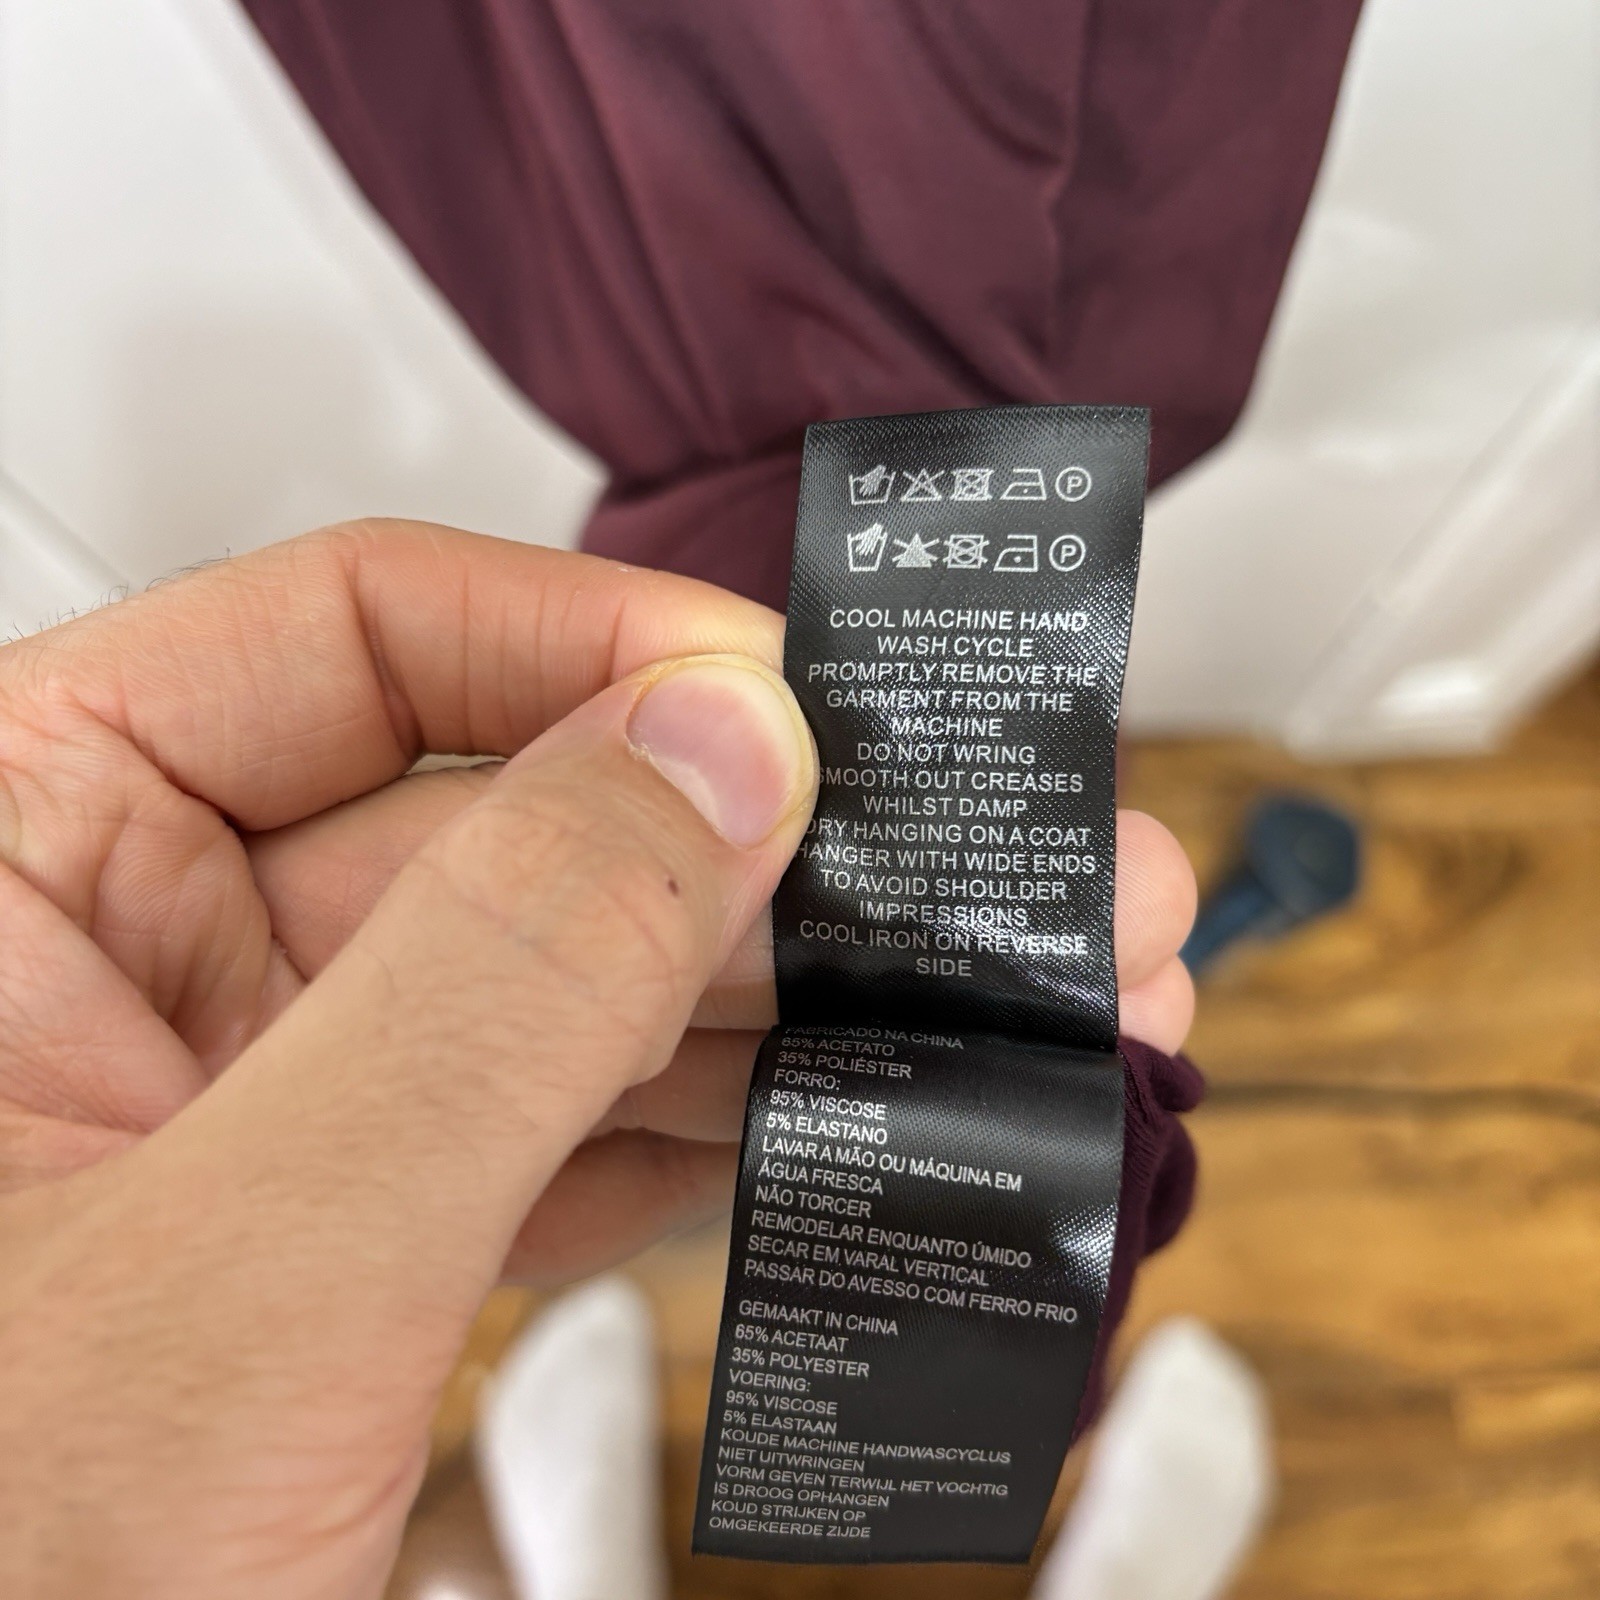 P
P
COOL MACHINE HAND
WASH CYCLE
PROMPTLY REMOVE THE
GARMENT FROM THE
MACHINE
DO NOT WRING
SMOOTH OUT CREASES
WHILST DAMP
DRY HANGING ON A COAT
HANGER WITH WIDE ENDS
TO AVOID SHOULDER
IMPRESSIONS
COOL IRON ON REVERSE
SIDE
FABRICADO NA CHINA
65% ACETATO
35% POLIÉSTER
FORRO:
95% VISCOSE
5% ELASTANO
LAVAR A MÃO OU MÁQUINA EM
ÁGUA FRESCA
NÃO TORCER
REMODELAR ENQUANTO ÚMIDO
SECAR EM VARAL VERTICAL
PASSAR DO AVESSO COM FERRO FRIO
GEMAAKT IN CHINA
65% ACETAAT
35% POLYESTER
VOERING:
95% VISCOSE
5% ELASTAAN
KOUDE MACHINE HANDWASCYCLUS
NIET UITWRINGEN
VORM GEVEN TERWIJL HET VOCHTIG
IS DROOG OPHANGEN
KOUD STRIJKEN OP
OMGEKEERDE ZIJDE